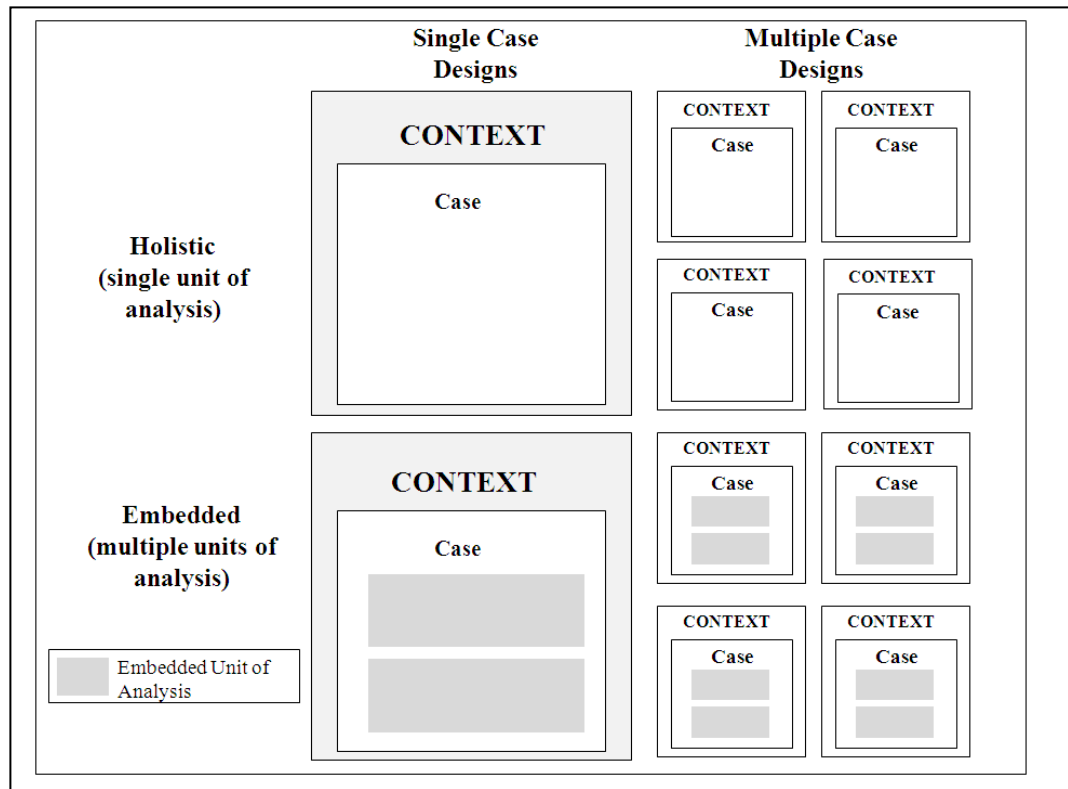 Single Case
Designs
Multiple Case
Designs
Holistic
(single unit of
analysis)
CONTEXT
Case
CONTEXT
Case
CONTEXT
Case
CONTEXT
Case
CONTEXT
Case
Embedded
(multiple units of
analysis)
CONTEXT
Case
CONTEXT
Case
CONTEXT
Case
CONTEXT
Case
CONTEXT
Case
Embedded Unit of
Analysis